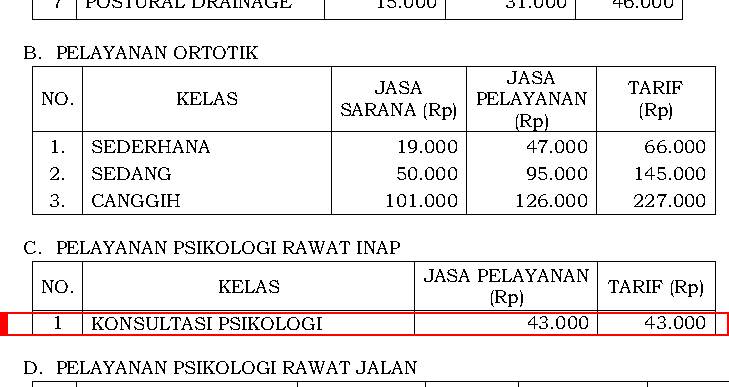 7 POSTURAL DRAINAGE 15.000 31.000 46.000
B. PELAYANAN ORTOTIK
NO. KELAS JASA SARANA (Rp) JASA PELAYANAN (Rp) TARIF (Rp)
1. SEDERHANA 19.000 47.000 66.000
2. SEDANG 50.000 95.000 145.000
3. CANGGIH 101.000 126.000 227.000
C. PELAYANAN PSIKOLOGI RAWAT INAP
NO. KELAS JASA PELAYANAN (Rp) TARIF (Rp)
1 KONSULTASI PSIKOLOGI 43.000 43.000
D. PELAYANAN PSIKOLOGI RAWAT JALAN